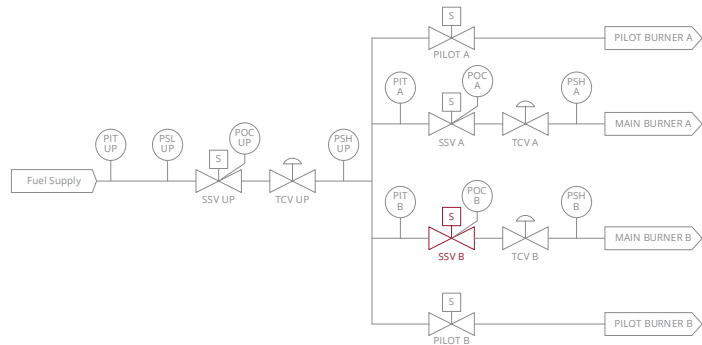 S
PILOT BURNER A
PILOT A
PIT
A
POC
A
PSH
A
S
MAIN BURNER A
SSV A
TCV A
PIT
UP
PSL
UP
POC
UP
PSH
UP
S
Fuel Supply
SSV UP
TCV UP
PIT
B
POC
B
PSH
B
S
MAIN BURNER B
SSV B
TCV B
S
PILOT BURNER B
PILOT B